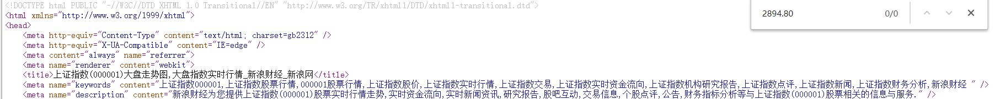 <!DOCTYPE html PUBLIC "-//W3C//DTD XHTML 1.0 Transitional//EN" "http://www.w3.org/TR/xhtml1/DTD/xhtml1-transitional.dtd">
2894.80 0/0
<html xmlns="http://www.w3.org/1999/xhtml">
<head>
<meta http-equiv="Content-Type" content="text/html; charset=gb2312" />
<meta http-equiv="X-UA-Compatible" content="IE=edge" />
<meta content="always" name="referrer">
<meta name="renderer" content="webkit">
<title>上证指数(000001)大盘走势图,大盘指数实时行情_新浪财经_新浪网</title>
<meta name="keywords" content="上证指数000001,上证指数股票行情,000001股票行情,上证指数股价,上证指数实时行情,上证指数交易,上证指数实时资金流向,上证指数机构研究报告,上证指数点评,上证指数新闻,上证指数财务分析,新浪财经 " />
<meta name="description" content="新浪财经为您提供上证指数(000001)股票实时行情走势,实时资金流向,实时新闻资讯,研究报告,股吧互动,交易信息,个股点评,公告,财务指标分析等与上证指数(000001)股票相关的信息与服务." />